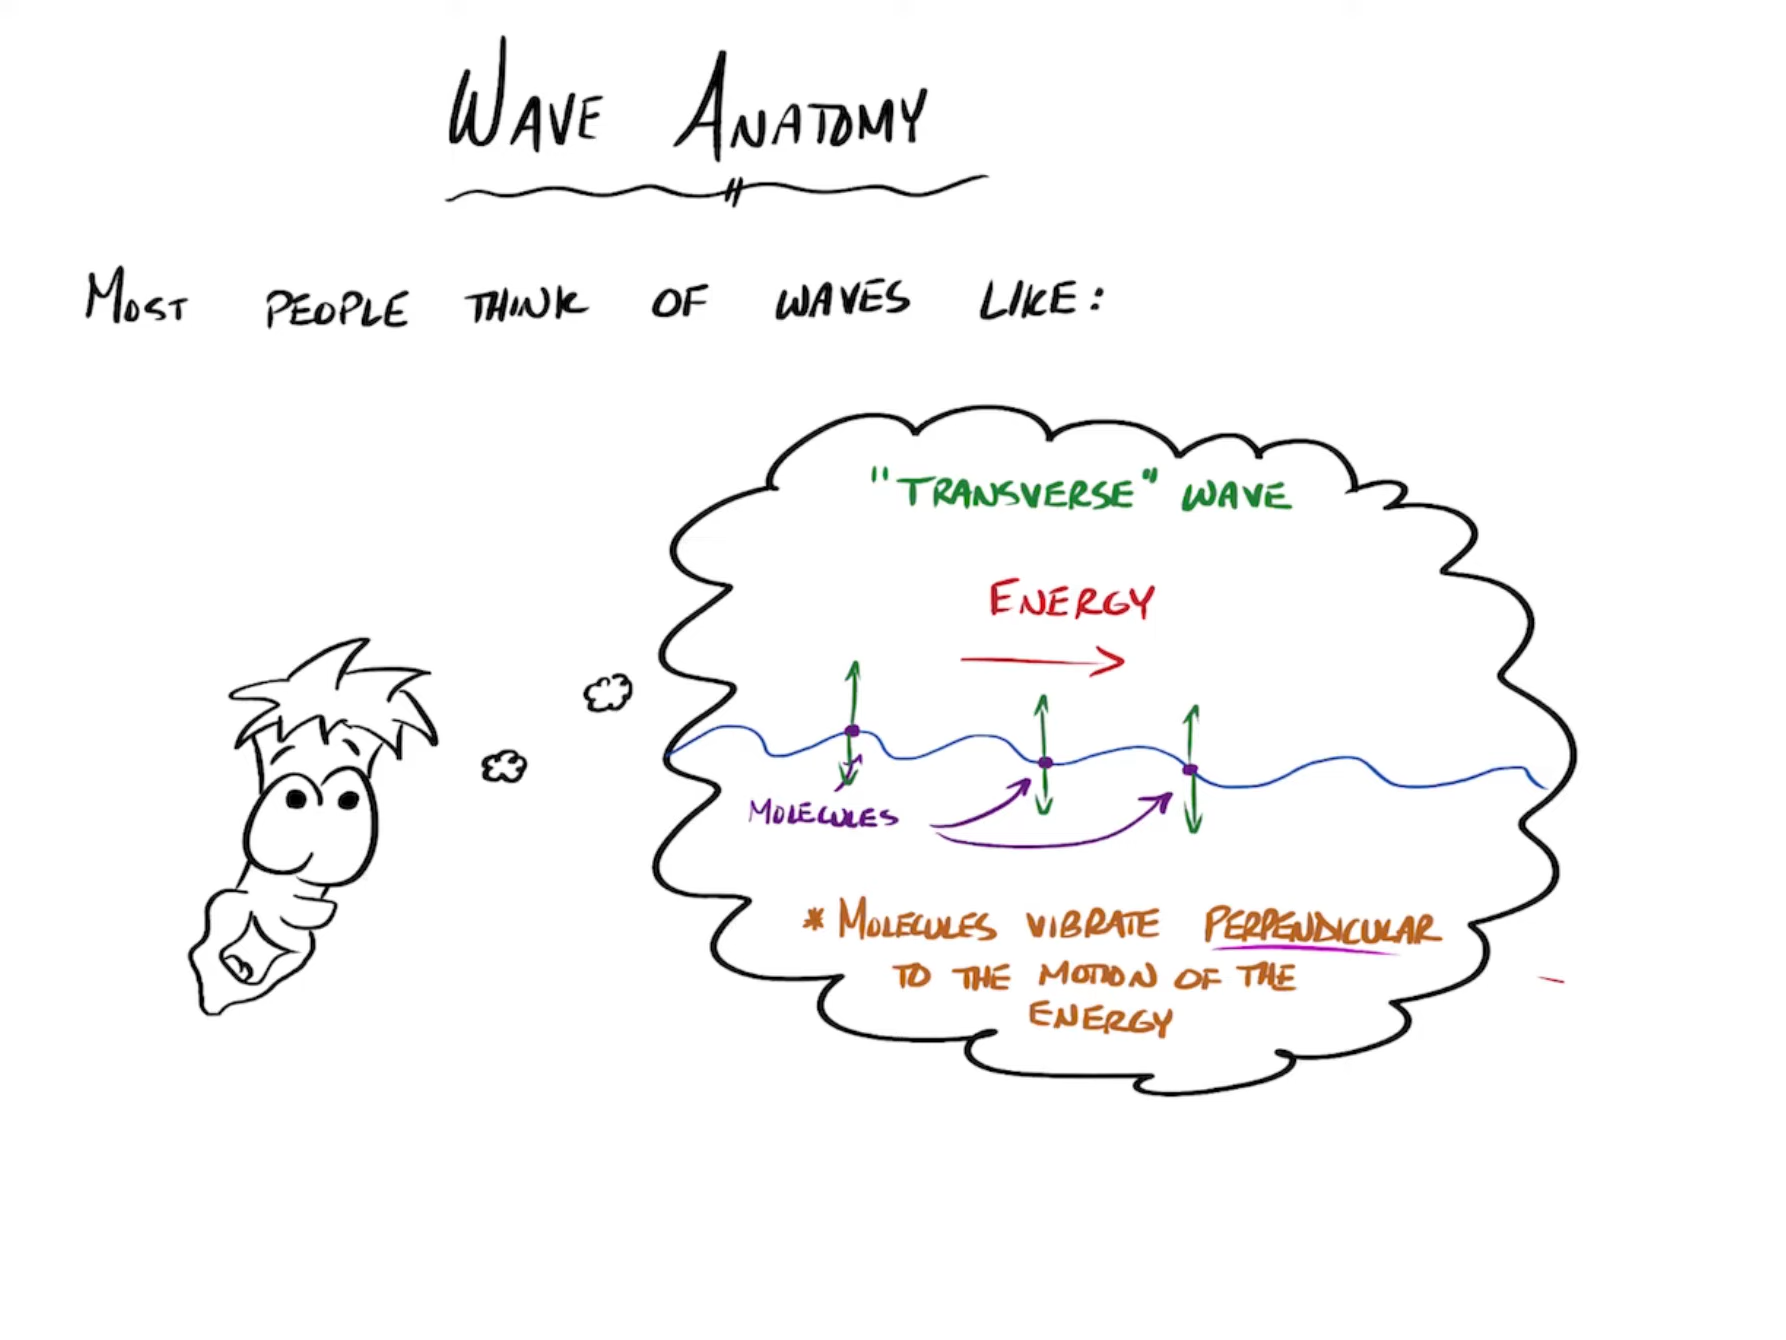 WAVE ANATOMY
MOST PEOPLE THINK OF WAVES LIKE:
"TRANSVERSE" WAVE
ENERGY
MOLECULES
* MOLECULES VIBRATE PERPENDICULAR
TO THE MOTION OF THE
ENERGY